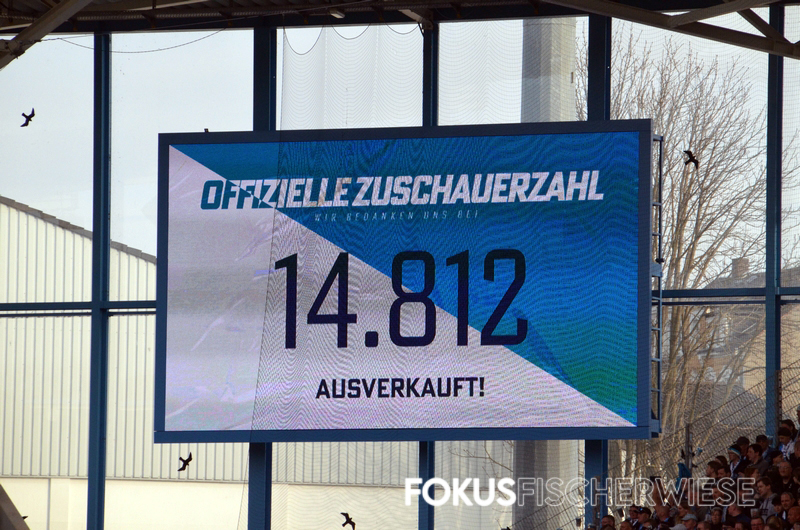 OFFIZIELLE ZUSCHAUERZAHL
WIR BEDANKEN UNS BEI
14.812
AUSVERKAUFT!
FOKUSFISCHERWIESE